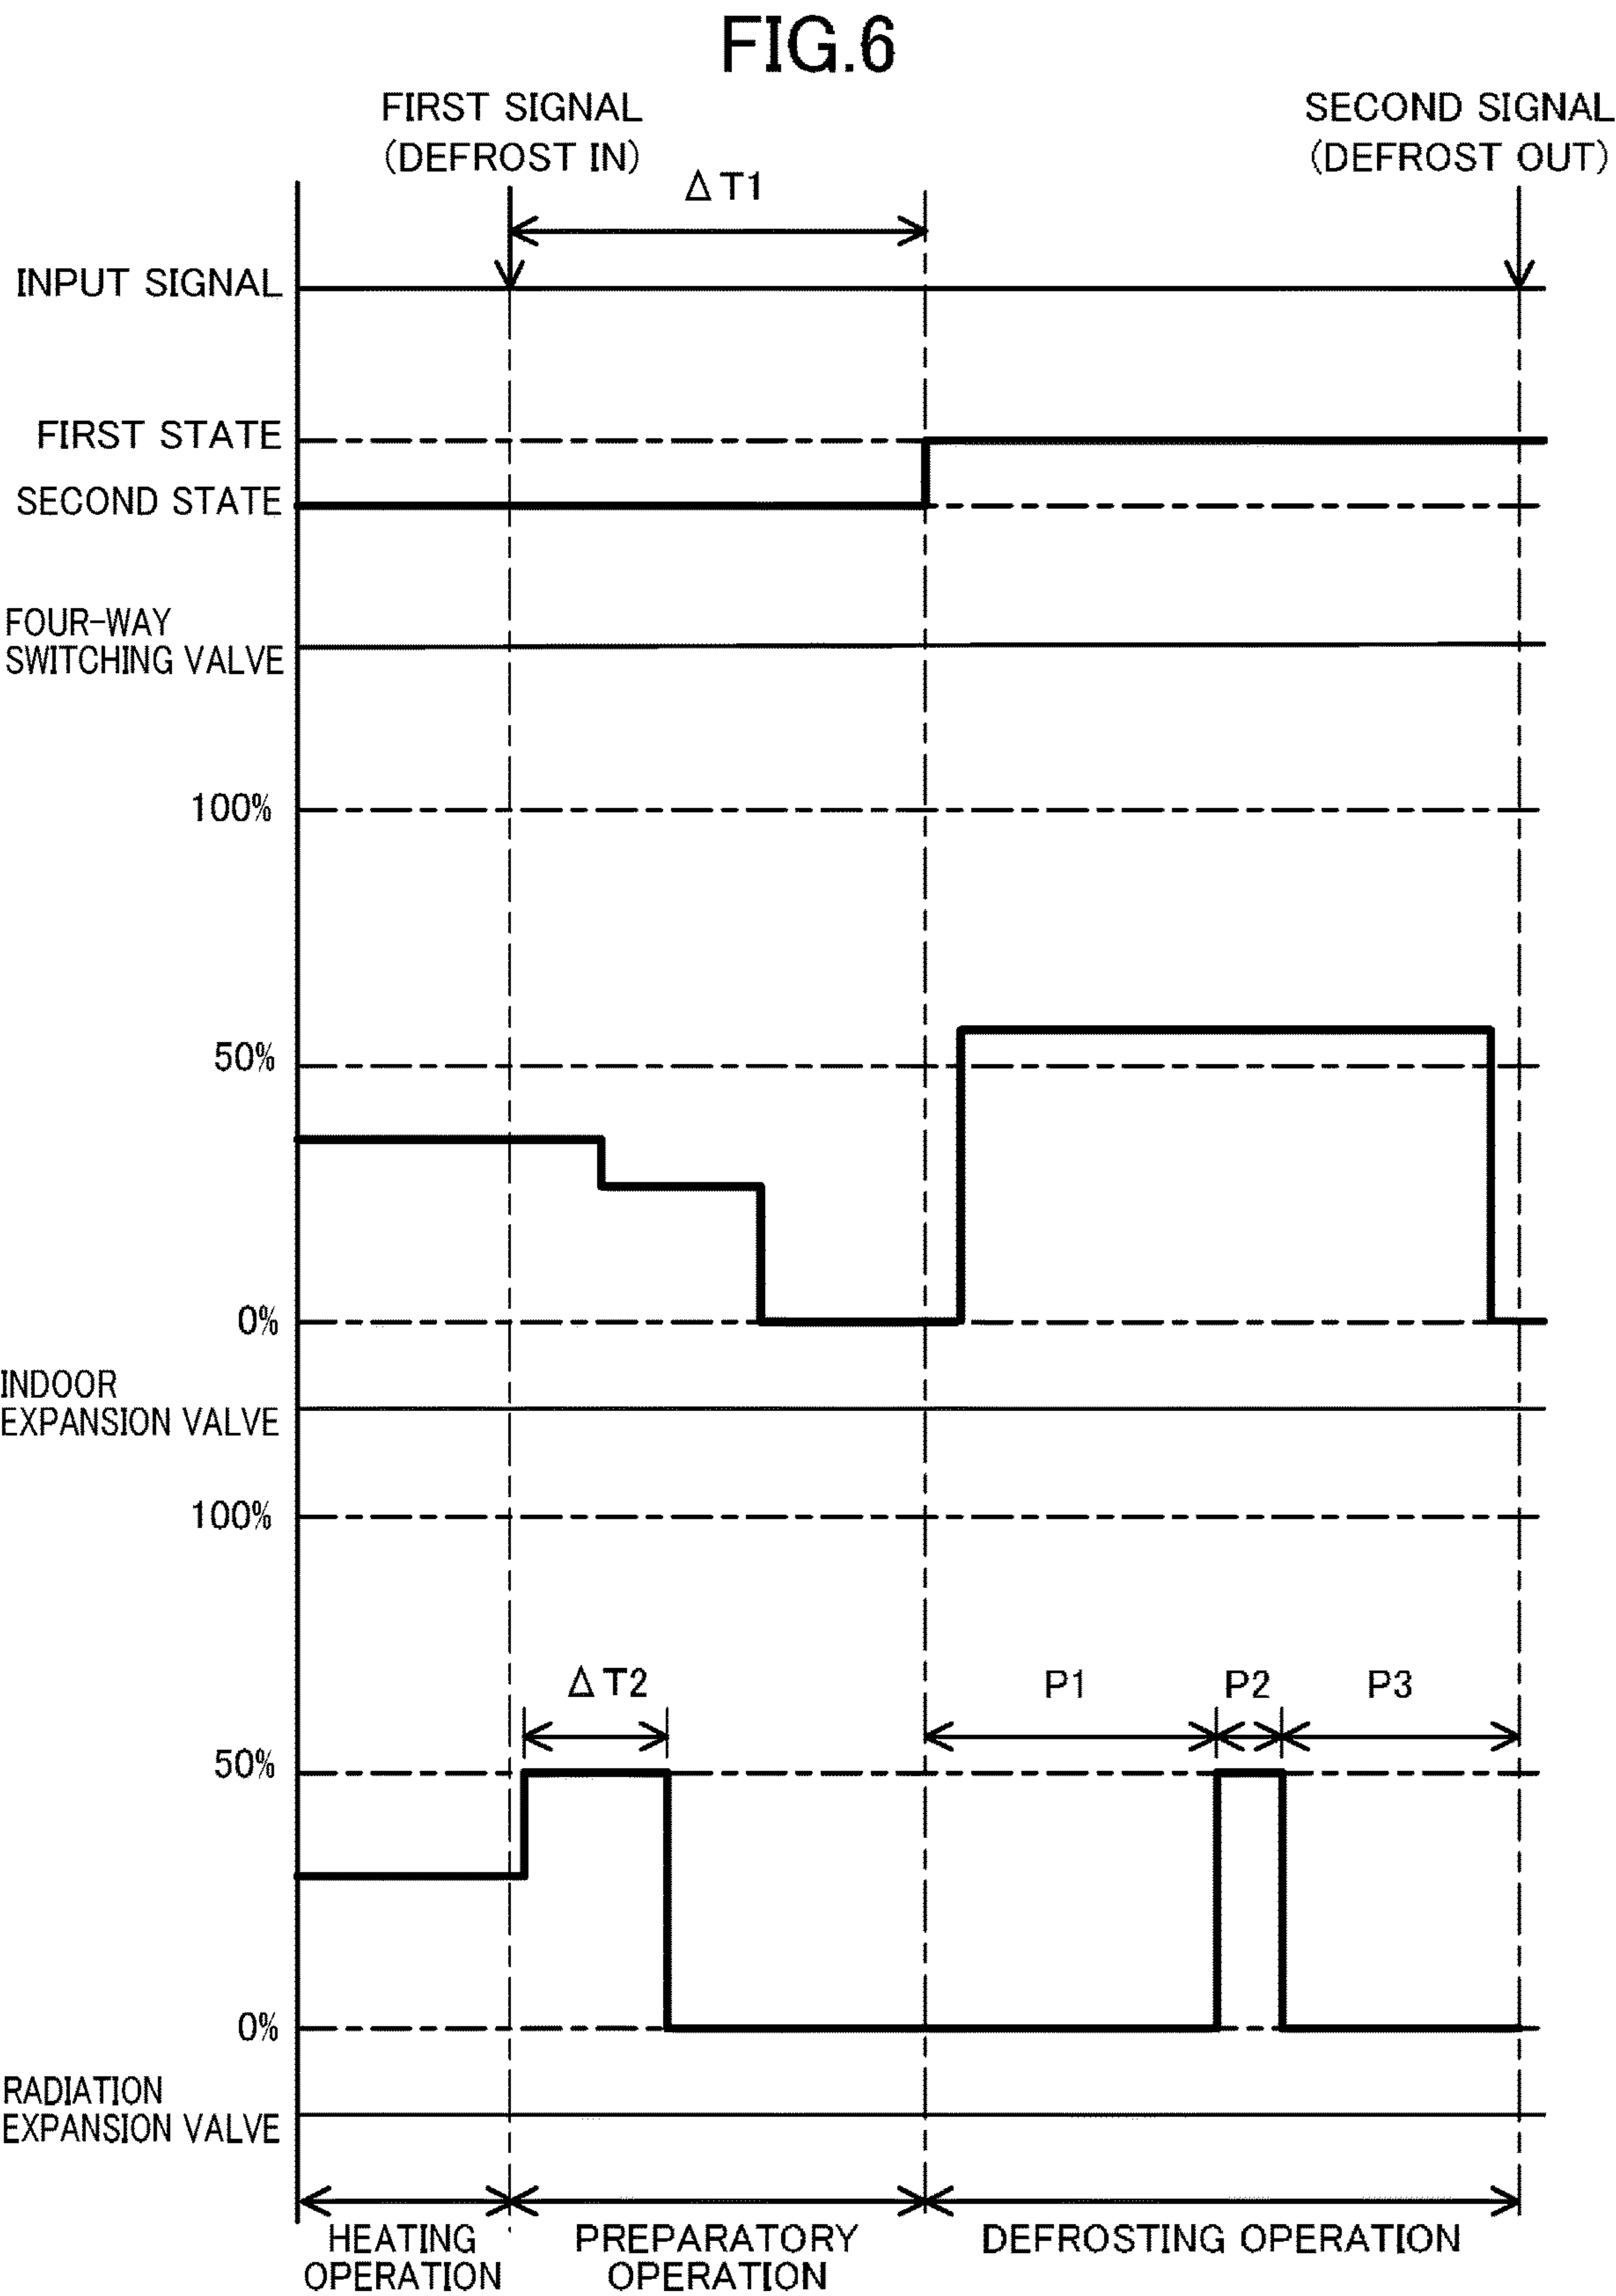 FIG.6
FIRST SIGNAL
(DEFROST IN)
SECOND SIGNAL
(DEFROST OUT)
ΔT1
INPUT SIGNAL
FIRST STATE
SECOND STATE
FOUR-WAY
SWITCHING VALVE
100%
50%
0%
INDOOR
EXPANSION VALVE
100%
ΔT2
P1
P2
P3
50%
0%
RADIATION
EXPANSION VALVE
HEATING
OPERATION
PREPARATORY
OPERATION
DEFROSTING OPERATION